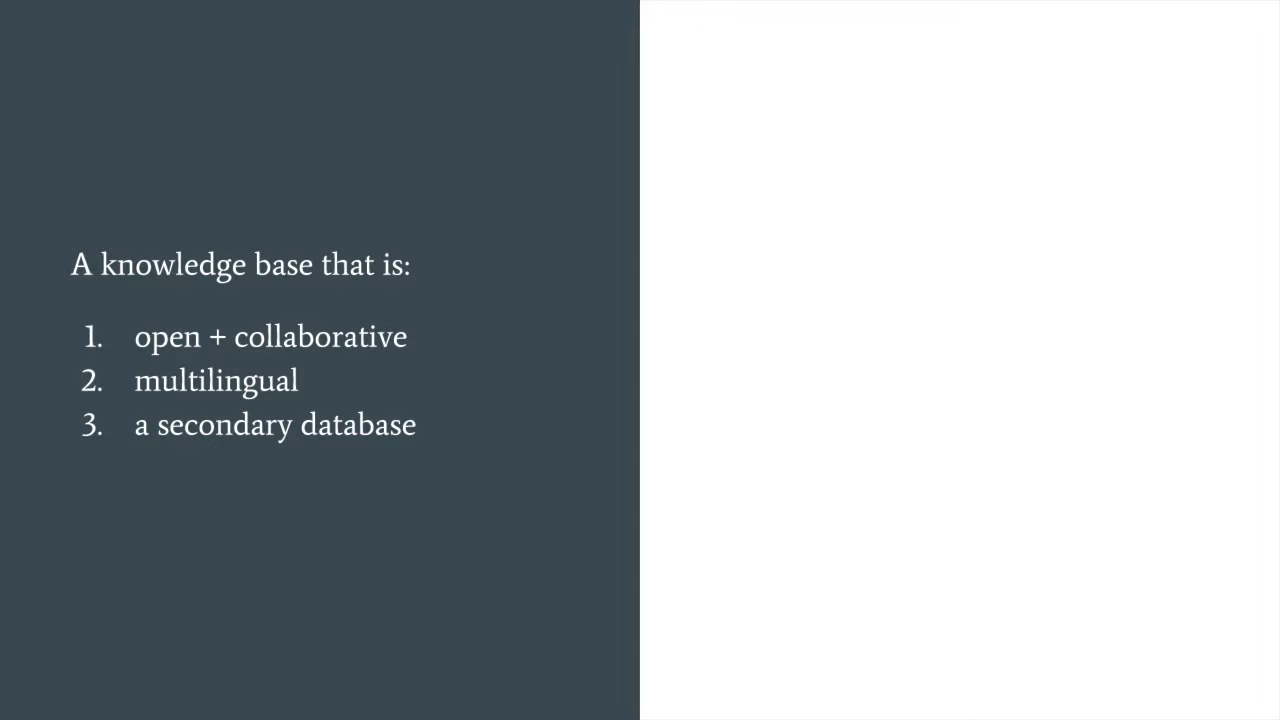 A knowledge base that is:
1. open + collaborative
2. multilingual
3. a secondary database